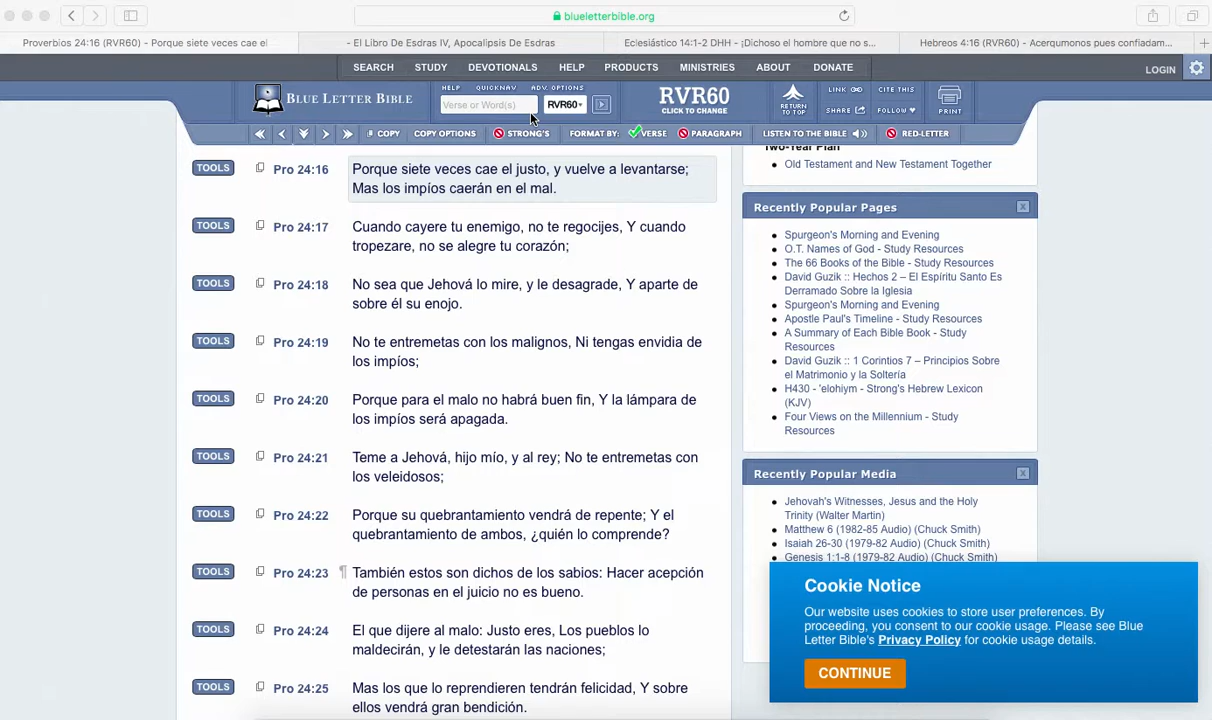 blueletterbible.org
Proverbios 24:16 (RVR60) - Porque siete veces cae el
- El Libro De Esdras IV, Apocalipsis De Esdras
Eclesiástico 14:1-2 DHH - ¡Dichoso el hombre que no s...
Hebreos 4:16 (RVR60) - Acerqumonos pues confiadam...
SEARCH STUDY DEVOTIONALS HELP PRODUCTS MINISTRIES ABOUT DONATE
LOGIN
BLUE LETTER BIBLE
HELP QUICKNAV ADV. OPTIONS
Verse or Word(s)
RVR60
RVR60
CLICK TO CHANGE
RETURN
TO TOP
LINK
CITE THIS
SHARE
FOLLOW
PRINT
COPY COPY OPTIONS STRONG'S FORMAT BY: VERSE PARAGRAPH LISTEN TO THE BIBLE RED-LETTER
TOOLS Pro 24:16 Porque siete veces cae el justo, y vuelve a levantarse;
Mas los impíos caerán en el mal.
TOOLS Pro 24:17 Cuando cayere tu enemigo, no te regocijes, Y cuando
tropezare, no se alegre tu corazón;
TOOLS Pro 24:18 No sea que Jehová lo mire, y le desagrade, Y aparte de
sobre él su enojo.
TOOLS Pro 24:19 No te entremetas con los malignos, Ni tengas envidia de
los impíos;
TOOLS Pro 24:20 Porque para el malo no habrá buen fin, Y la lámpara de
los impíos será apagada.
TOOLS Pro 24:21 Teme a Jehová, hijo mío, y al rey; No te entremetas con
los veleidosos;
TOOLS Pro 24:22 Porque su quebrantamiento vendrá de repente; Y el
quebrantamiento de ambos, ¿quién lo comprende?
TOOLS Pro 24:23 ¶ También estos son dichos de los sabios: Hacer acepción
de personas en el juicio no es bueno.
TOOLS Pro 24:24 El que dijere al malo: Justo eres, Los pueblos lo
maldecirán, y le detestarán las naciones;
TOOLS Pro 24:25 Mas los que lo reprendieren tendrán felicidad, Y sobre
ellos vendrá gran bendición.
Two-Year Plan
Old Testament and New Testament Together
Recently Popular Pages
Spurgeon's Morning and Evening
O.T. Names of God - Study Resources
The 66 Books of the Bible - Study Resources
David Guzik :: Hechos 2 – El Espíritu Santo Es
Derramado Sobre la Iglesia
Spurgeon's Morning and Evening
Apostle Paul's Timeline - Study Resources
A Summary of Each Bible Book - Study
Resources
David Guzik :: 1 Corintios 7 – Principios Sobre
el Matrimonio y la Soltería
H430 - 'elohiym - Strong's Hebrew Lexicon
(KJV)
Four Views on the Millennium - Study
Resources
Recently Popular Media
Jehovah's Witnesses, Jesus and the Holy
Trinity (Walter Martin)
Matthew 6 (1982-85 Audio) (Chuck Smith)
Isaiah 26-30 (1979-82 Audio) (Chuck Smith)
Genesis 1:1-8 (1979-82 Audio) (Chuck Smith)
Cookie Notice
Our website uses cookies to store user preferences. By
proceeding, you consent to our cookie usage. Please see Blue
Letter Bible's Privacy Policy for cookie usage details.
CONTINUE